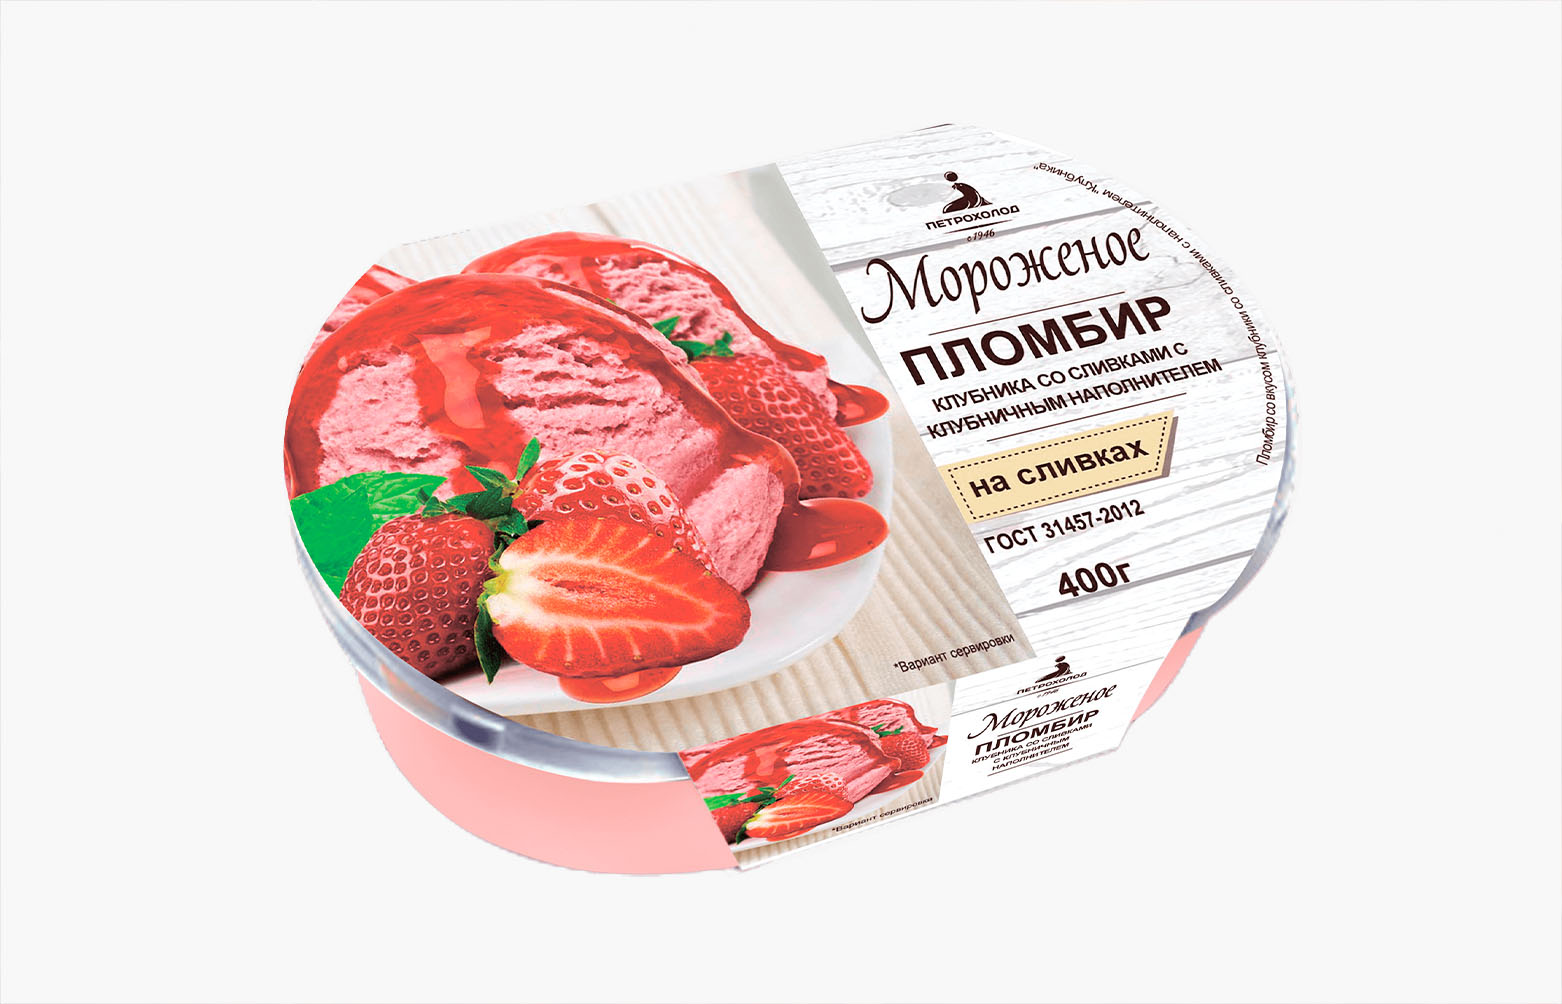 ПЕТРОХОЛОД
с 1946
Мороженое
ПЛОМБИР
КЛУБНИКА СО СЛИВКАМИ С
КЛУБНИЧНЫМ НАПОЛНИТЕЛЕМ
на сливках
ГОСТ 31457-2012
400г
*Вариант сервировки
Пломбир со вкусом клубники со сливками с наполнителем "Клубника"
ПЕТРОХОЛОД
с 1946
Мороженое
ПЛОМБИР
КЛУБНИКА СО СЛИВКАМИ
С КЛУБНИЧНЫМ
НАПОЛНИТЕЛЕМ
*Вариант сервировки